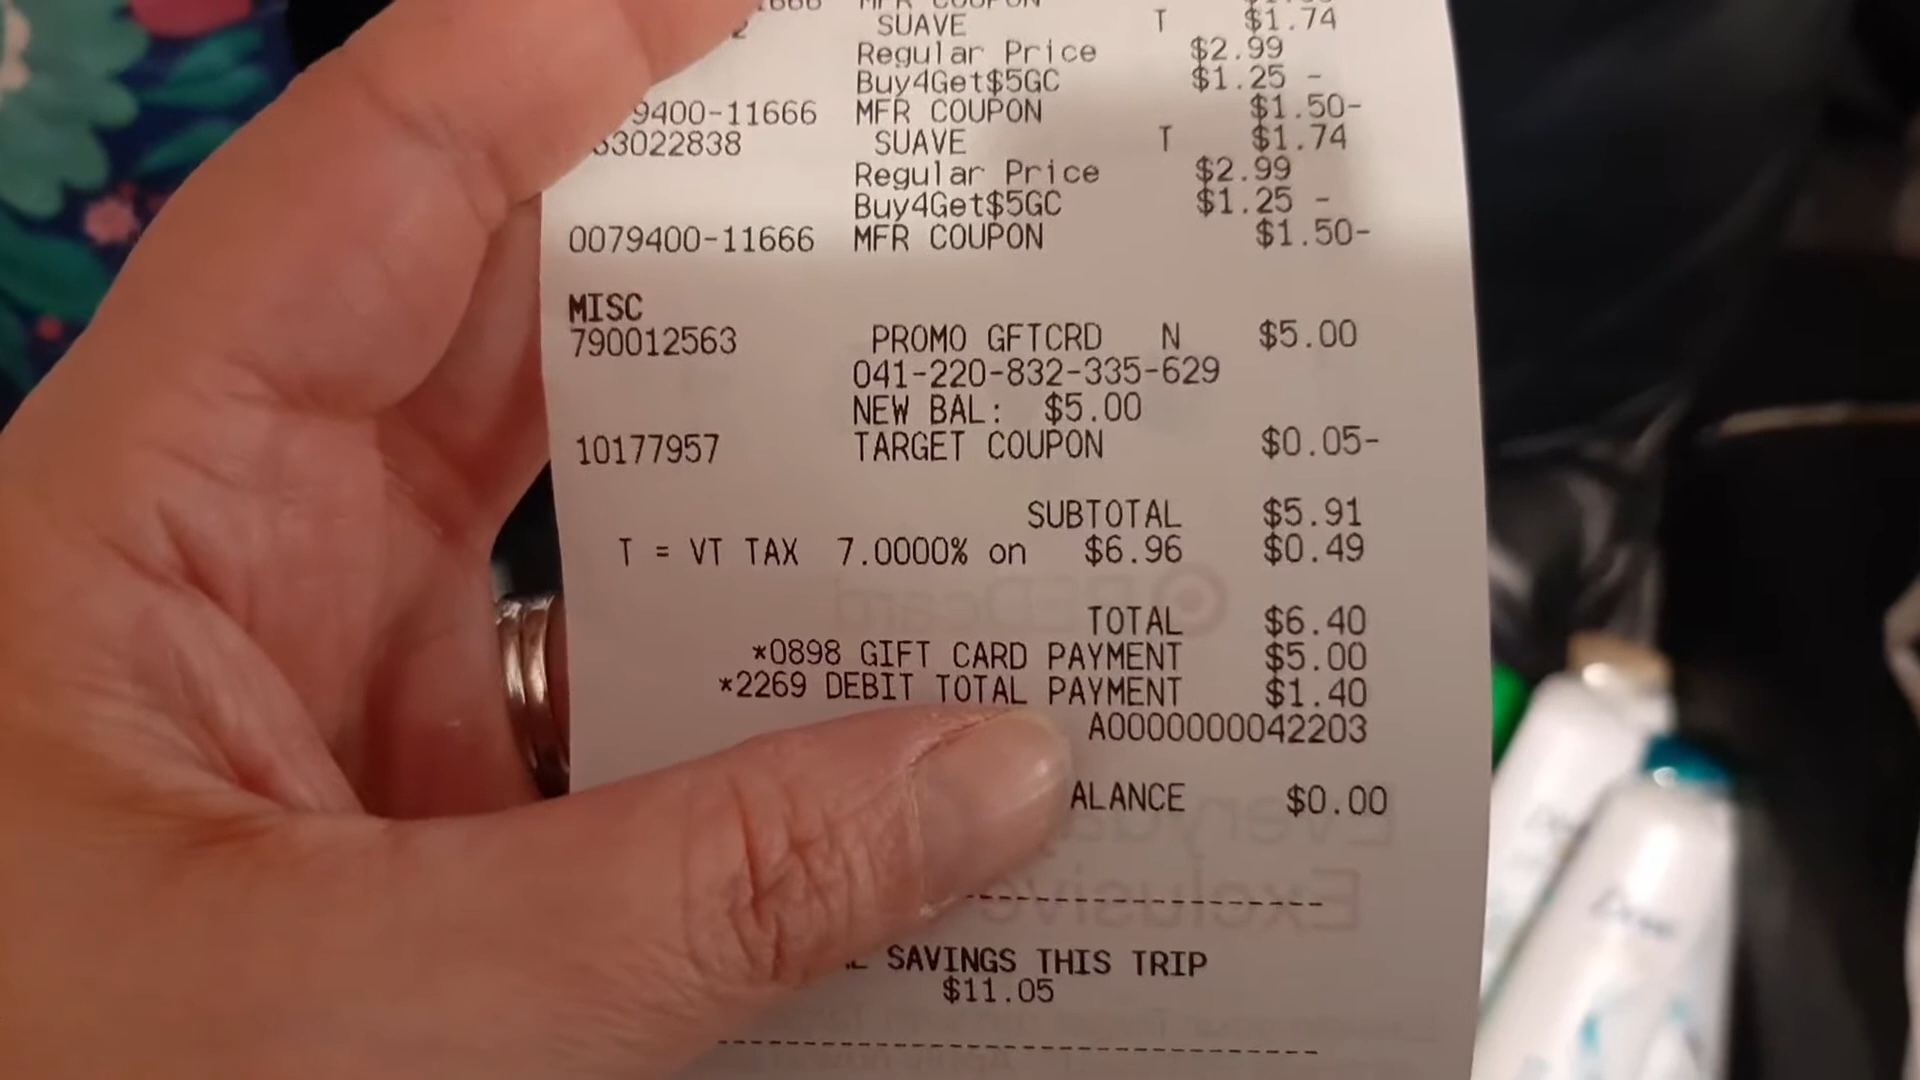 MFR COUPON
SUAVE T $1.74
Regular Price $2.99
Buy4Get$5GC $1.25 -
9400-11666 MFR COUPON $1.50-
63022838 SUAVE T $1.74
Regular Price $2.99
Buy4Get$5GC $1.25 -
0079400-11666 MFR COUPON $1.50-
MISC
790012563 PROMO GFTCRD N $5.00
041-220-832-335-629
NEW BAL: $5.00
10177957 TARGET COUPON $0.05-
SUBTOTAL $5.91
T = VT TAX 7.0000% on $6.96 $0.49
TOTAL $6.40
*0898 GIFT CARD PAYMENT $5.00
*2269 DEBIT TOTAL PAYMENT $1.40
A0000000042203
ALANCE $0.00
SAVINGS THIS TRIP
$11.05
Dove